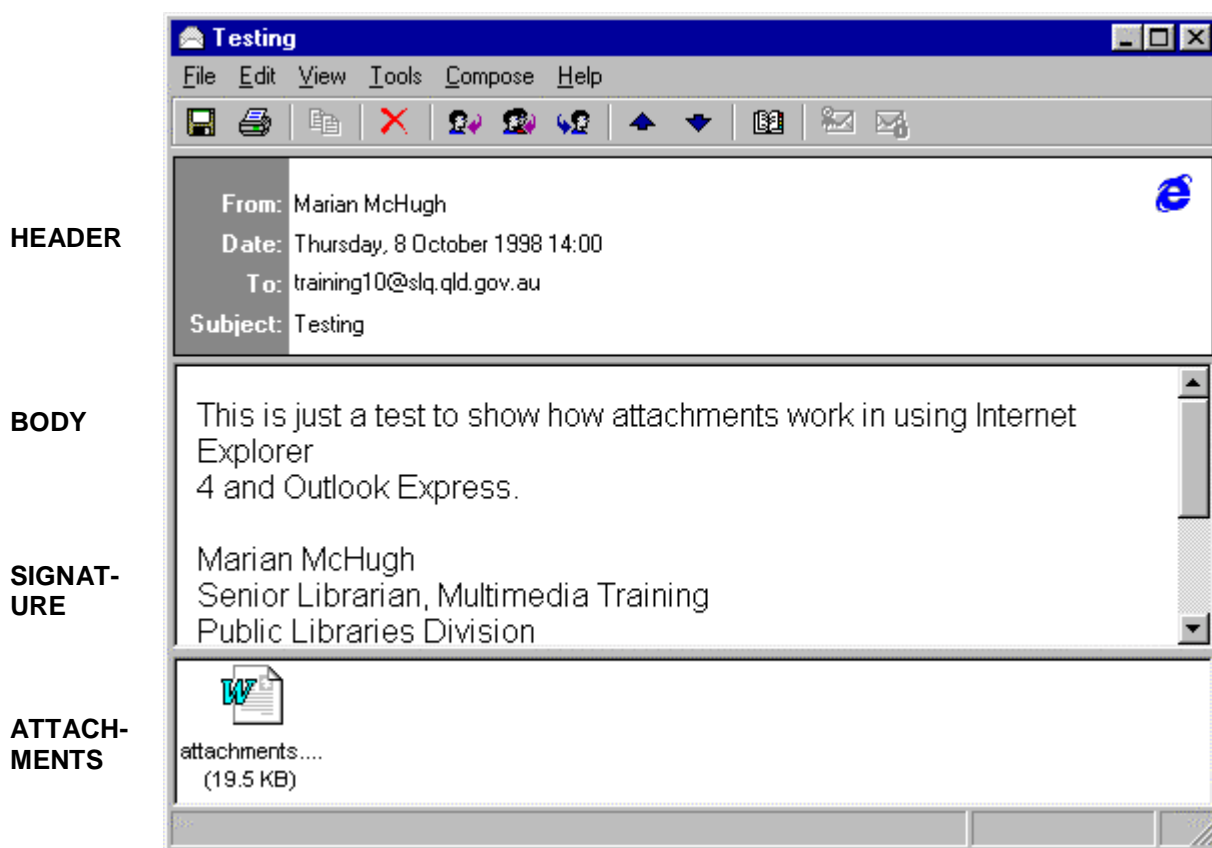 Testing
File Edit View Tools Compose Help
HEADER
From: Marian McHugh
Date: Thursday, 8 October 1998 14:00
To: training10@slq.qld.gov.au
Subject: Testing
BODY
This is just a test to show how attachments work in using Internet
Explorer
4 and Outlook Express.
SIGNAT-
URE
Marian McHugh
Senior Librarian, Multimedia Training
Public Libraries Division
ATTACH-
MENTS
W
attachments....
(19.5 KB)